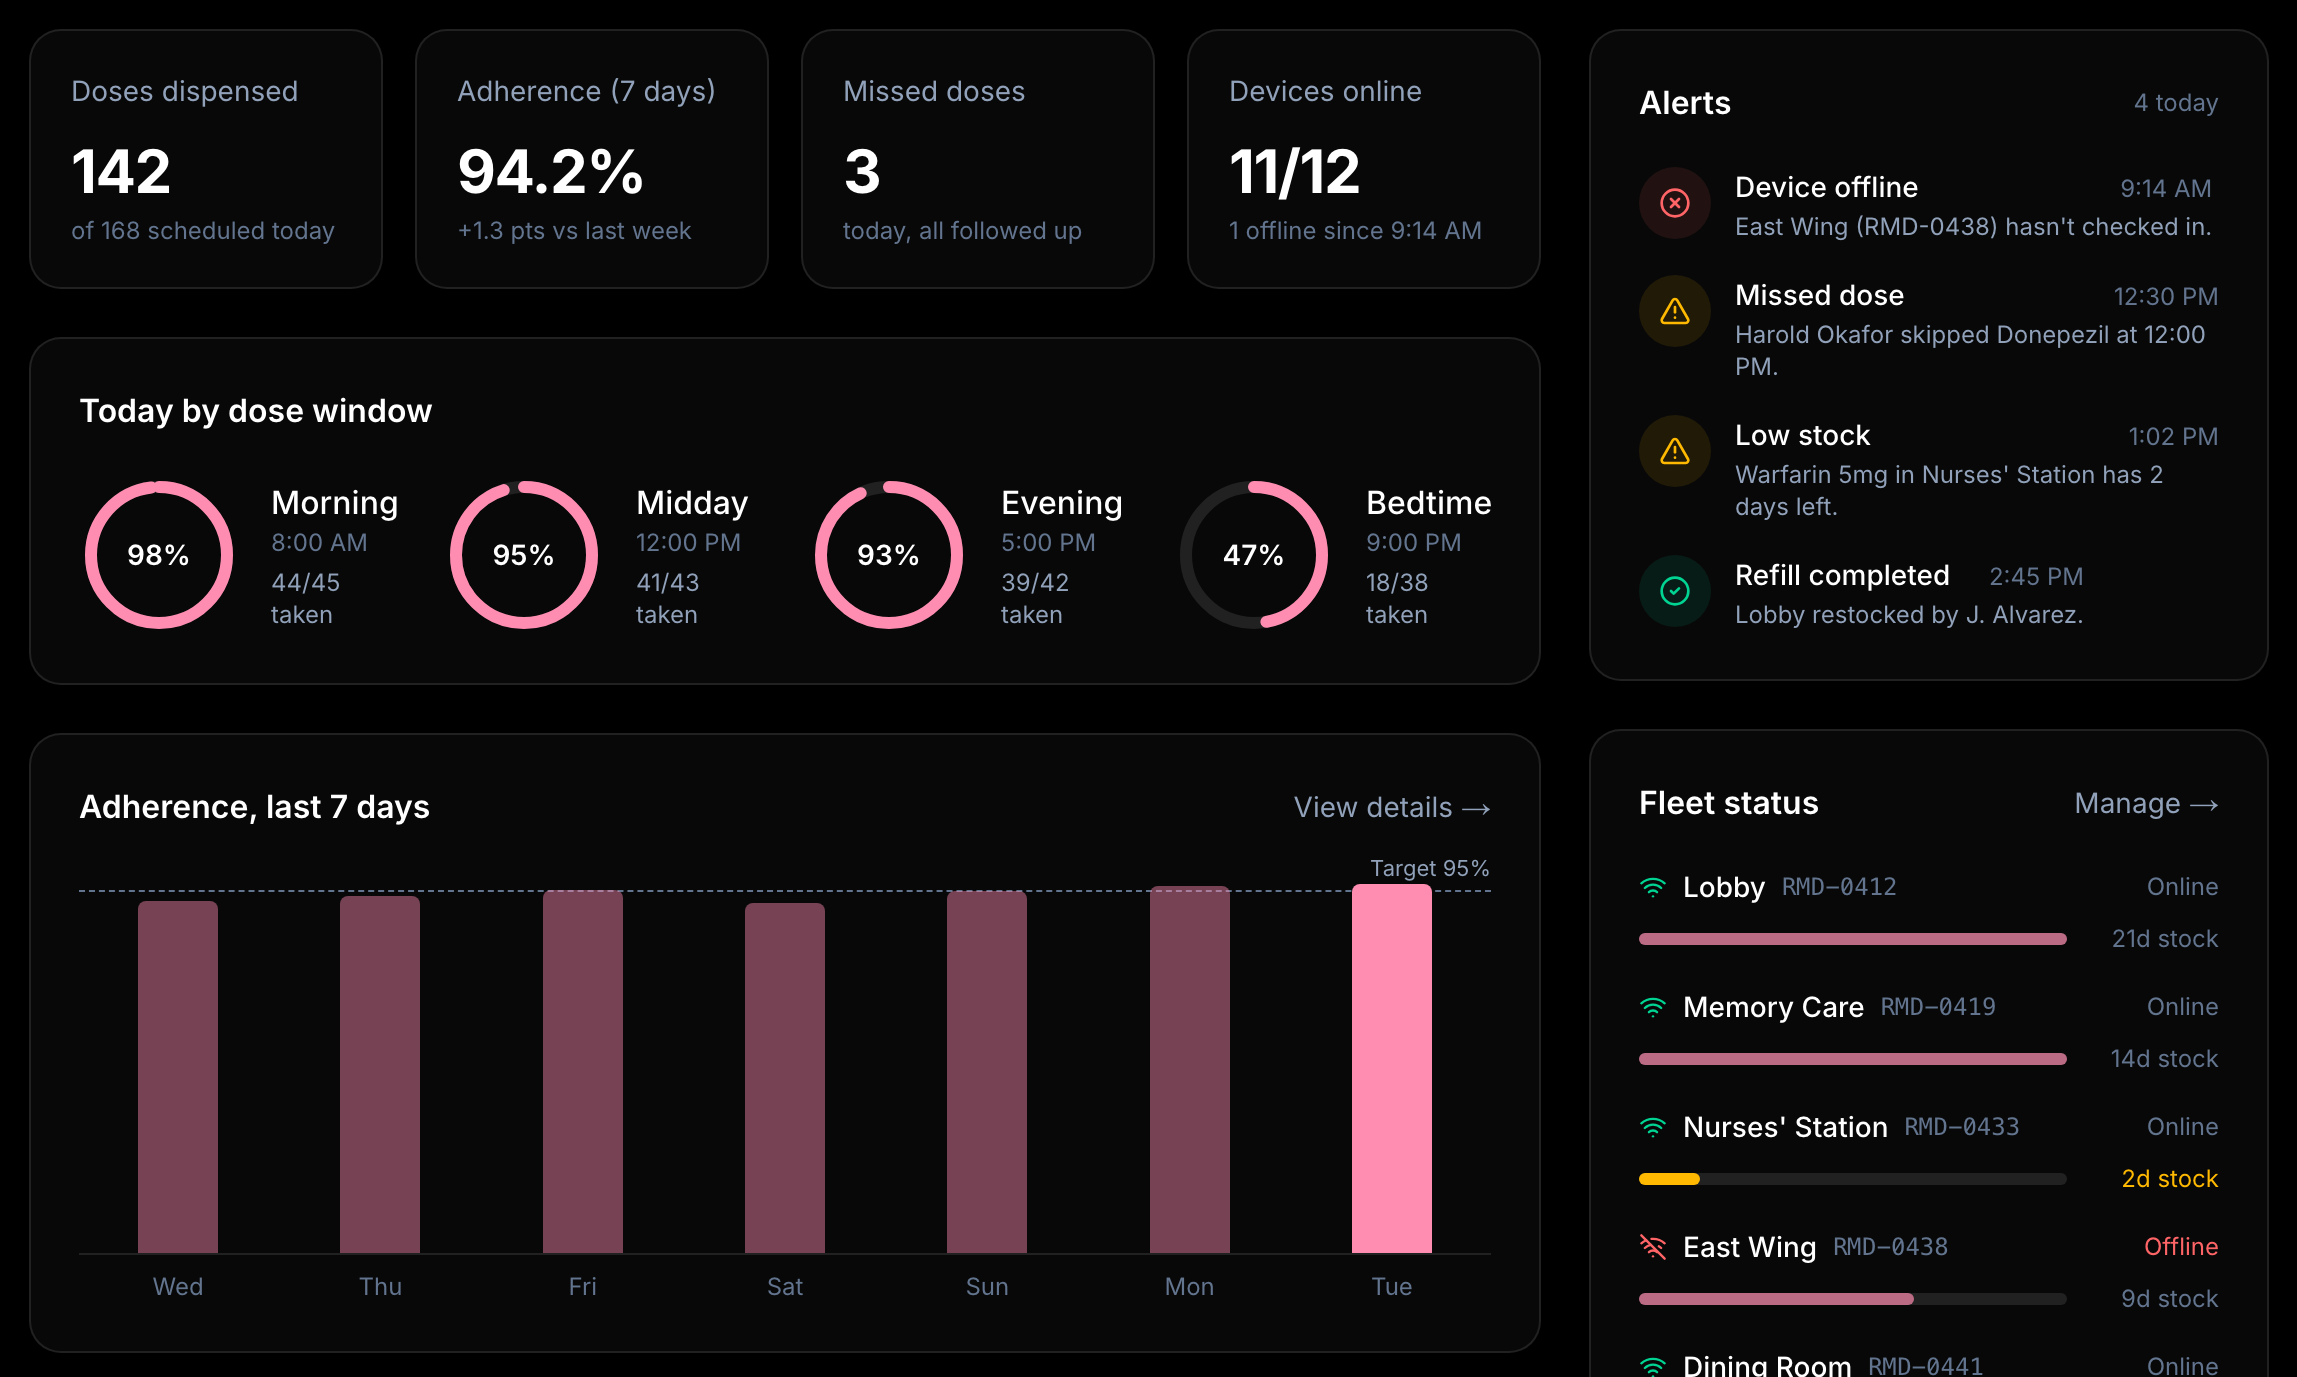 Doses dispensed
142
of 168 scheduled today
Adherence (7 days)
94.2%
+1.3 pts vs last week
Missed doses
3
today, all followed up
Devices online
11/12
1 offline since 9:14 AM
Today by dose window
98%
Morning
8:00 AM
44/45
taken
95%
Midday
12:00 PM
41/43
taken
93%
Evening
5:00 PM
39/42
taken
47%
Bedtime
9:00 PM
18/38
taken
Adherence, last 7 days
View details →
Target 95%
Wed
Thu
Fri
Sat
Sun
Mon
Tue
Alerts
4 today
Device offline
9:14 AM
East Wing (RMD-0438) hasn't checked in.
Missed dose
12:30 PM
Harold Okafor skipped Donepezil at 12:00
PM.
Low stock
1:02 PM
Warfarin 5mg in Nurses' Station has 2
days left.
Refill completed
2:45 PM
Lobby restocked by J. Alvarez.
Fleet status
Manage →
Lobby RMD-0412
Online
21d stock
Memory Care RMD-0419
Online
14d stock
Nurses' Station RMD-0433
Online
2d stock
East Wing RMD-0438
Offline
9d stock
Dining Room RMD-0441
Online